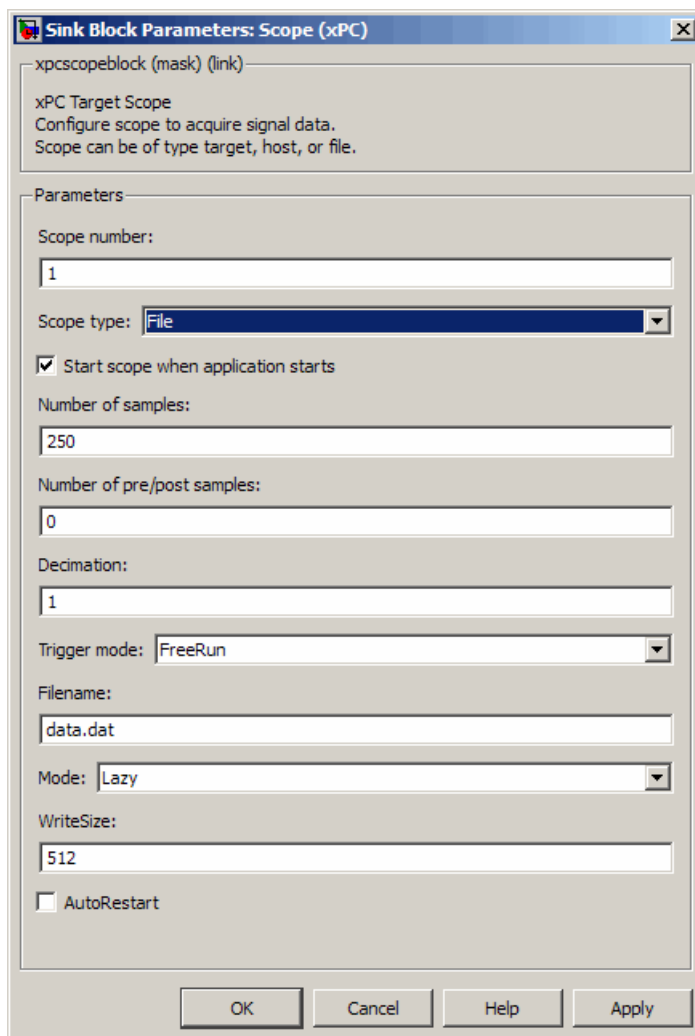 Sink Block Parameters: Scope (xPC)
xpcscopeblock (mask) (link)
xPC Target Scope
Configure scope to acquire signal data.
Scope can be of type target, host, or file.
Parameters
Scope number:
1
Scope type: File
Start scope when application starts
Number of samples:
250
Number of pre/post samples:
0
Decimation:
1
Trigger mode: FreeRun
Filename:
data.dat
Mode: Lazy
WriteSize:
512
AutoRestart
OK Cancel Help Apply